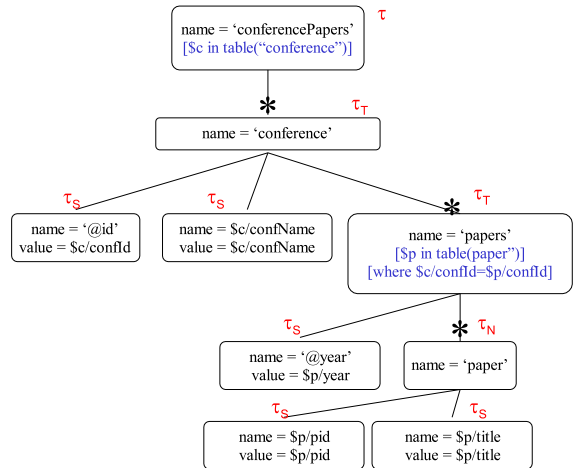 τ
name = ‘conferencePapers’
[$c in table(“conference”)]
*
τT
name = ‘conference’
τS
τS
*
τT
name = ‘@id’
value = $c/confId
name = $c/confName
value = $c/confName
name = ‘papers’
[$p in table(paper”)]
[where $c/confId=$p/confId]
τS
*
τN
name = ‘@year’
value = $p/year
name = ‘paper’
τS
τS
name = $p/pid
value = $p/pid
name = $p/title
value = $p/title